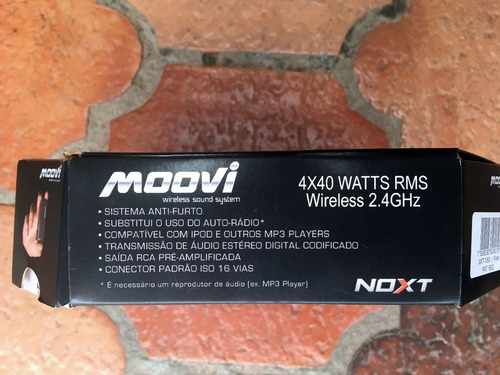 MOOVi
wireless sound system
4X40 WATTS RMS
Wireless 2.4GHz
• SISTEMA ANTI-FURTO
• SUBSTITUI O USO DO AUTO-RÁDIO*
• COMPATÍVEL COM IPOD E OUTROS MP3 PLAYERS
• TRANSMISSÃO DE ÁUDIO ESTÉREO DIGITAL CODIFICADO
• SAÍDA RCA PRÉ-AMPLIFICADA
• CONECTOR PADRÃO ISO 16 VIAS
* É necessário um reprodutor de áudio (ex. MP3 Player)
NOXT